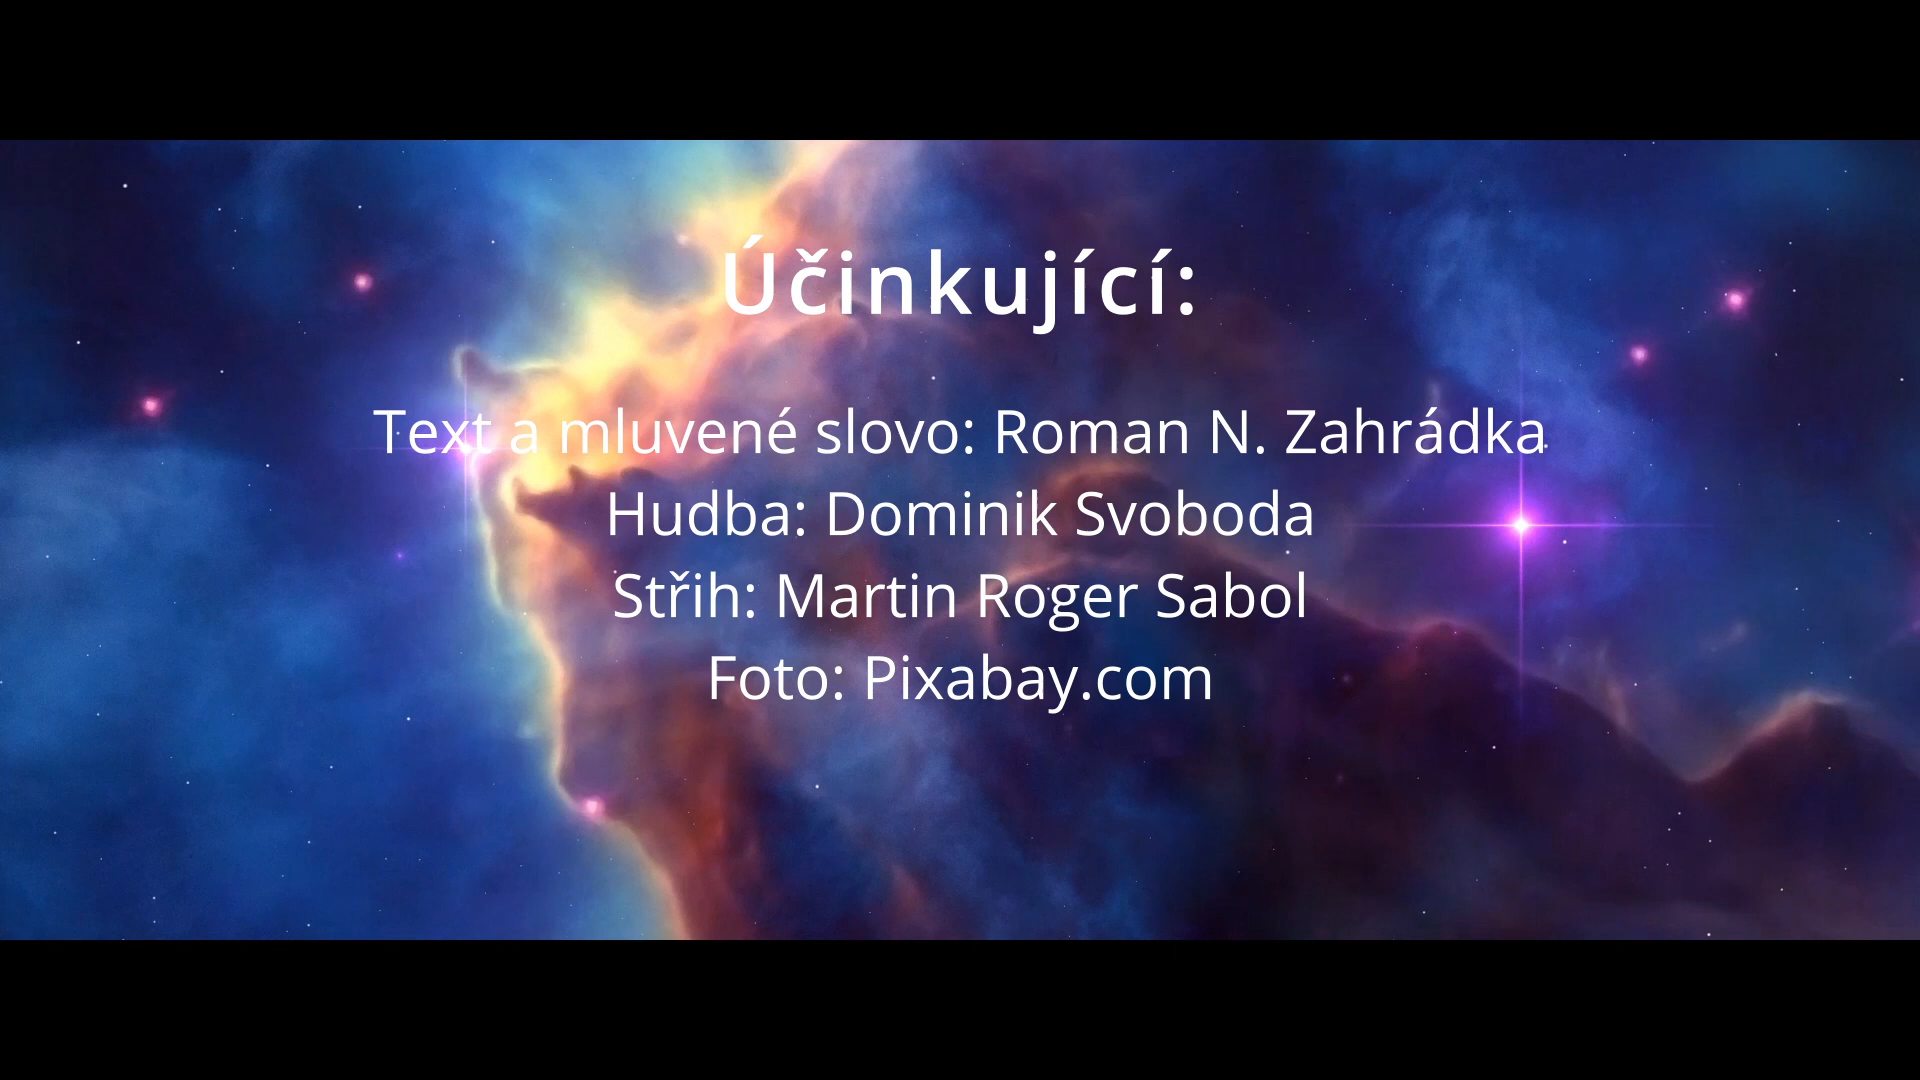 Účinkující:
Text a mluvené slovo: Roman N. Zahrádka
Hudba: Dominik Svoboda
Střih: Martin Roger Sabol
Foto: Pixabay.com